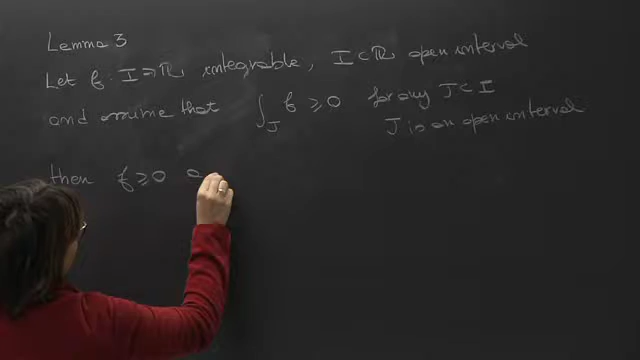 Lemma 3
Let f : I → ℝ integrable, I ⊂ ℝ open interval
and assume that ∫_J f ≥ 0 for any J ⊂ I
J is an open interval
then f ≥ 0 a